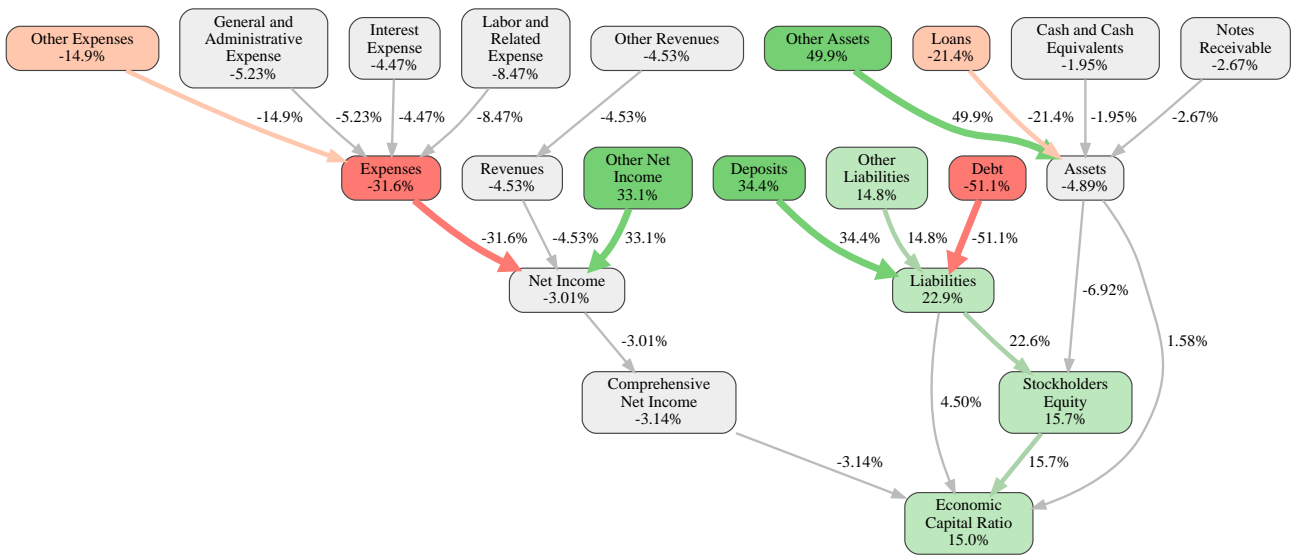 Other Expenses
-14.9%
General and
Administrative
Expense
-5.23%
Interest
Expense
-4.47%
Labor and
Related
Expense
-8.47%
Other Revenues
-4.53%
Other Assets
49.9%
Loans
-21.4%
Cash and Cash
Equivalents
-1.95%
Notes
Receivable
-2.67%
-14.9%
-5.23%
-4.47%
-8.47%
-4.53%
49.9%
-21.4%
-1.95%
-2.67%
Expenses
-31.6%
Revenues
-4.53%
Other Net
Income
33.1%
Deposits
34.4%
Other
Liabilities
14.8%
Debt
-51.1%
Assets
-4.89%
-31.6%
-4.53%
33.1%
34.4%
14.8%
-51.1%
Net Income
-3.01%
Liabilities
22.9%
-6.92%
-3.01%
22.6%
1.58%
Comprehensive
Net Income
-3.14%
4.50%
Stockholders
Equity
15.7%
-3.14%
15.7%
Economic
Capital Ratio
15.0%